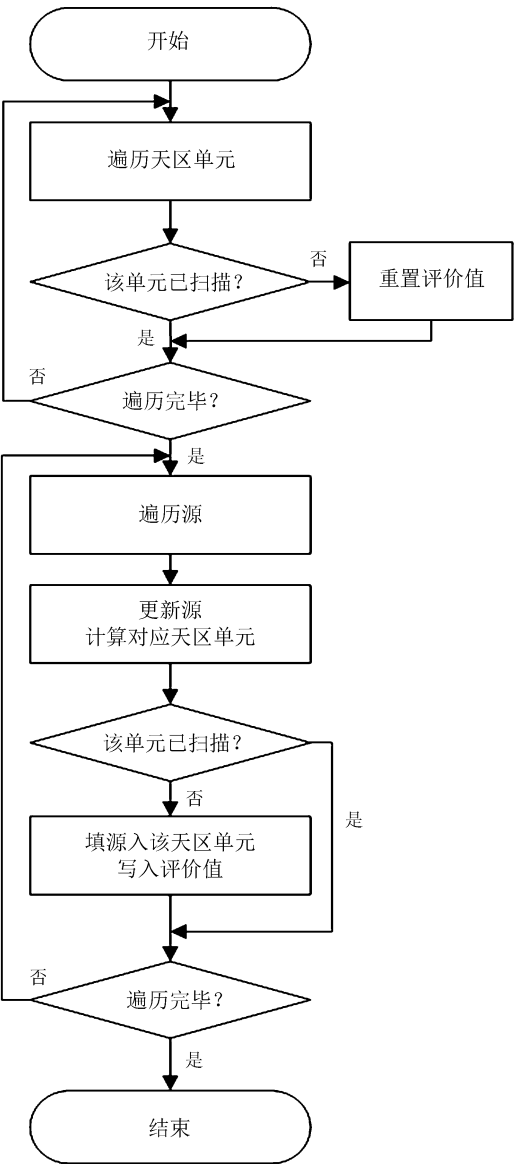 开始
遍历天区单元
该单元已扫描？
否
重置评价值
是
否
遍历完毕？
是
遍历源
更新源
计算对应天区单元
该单元已扫描？
否
是
填源入该天区单元
写入评价值
否
遍历完毕？
是
结束